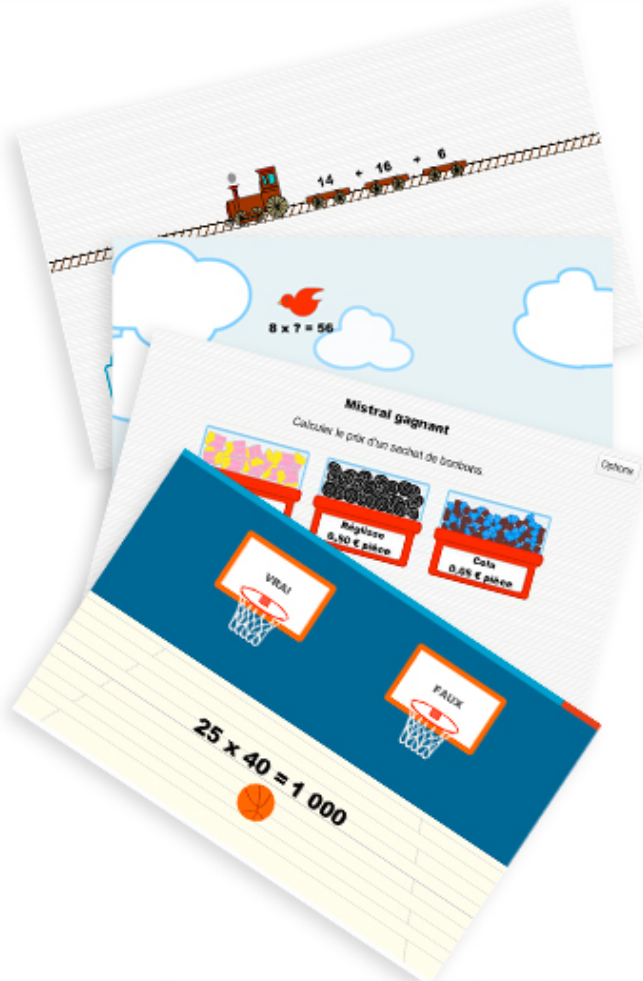 14 + 16 + 6
8 x ? = 56
Mistral gagnant
Calculer le prix d'un sachet de bonbons.
Options
Réglisse
0,50 € pièce
Cola
0,05 € pièce
VRAI
FAUX
25 x 40 = 1 000